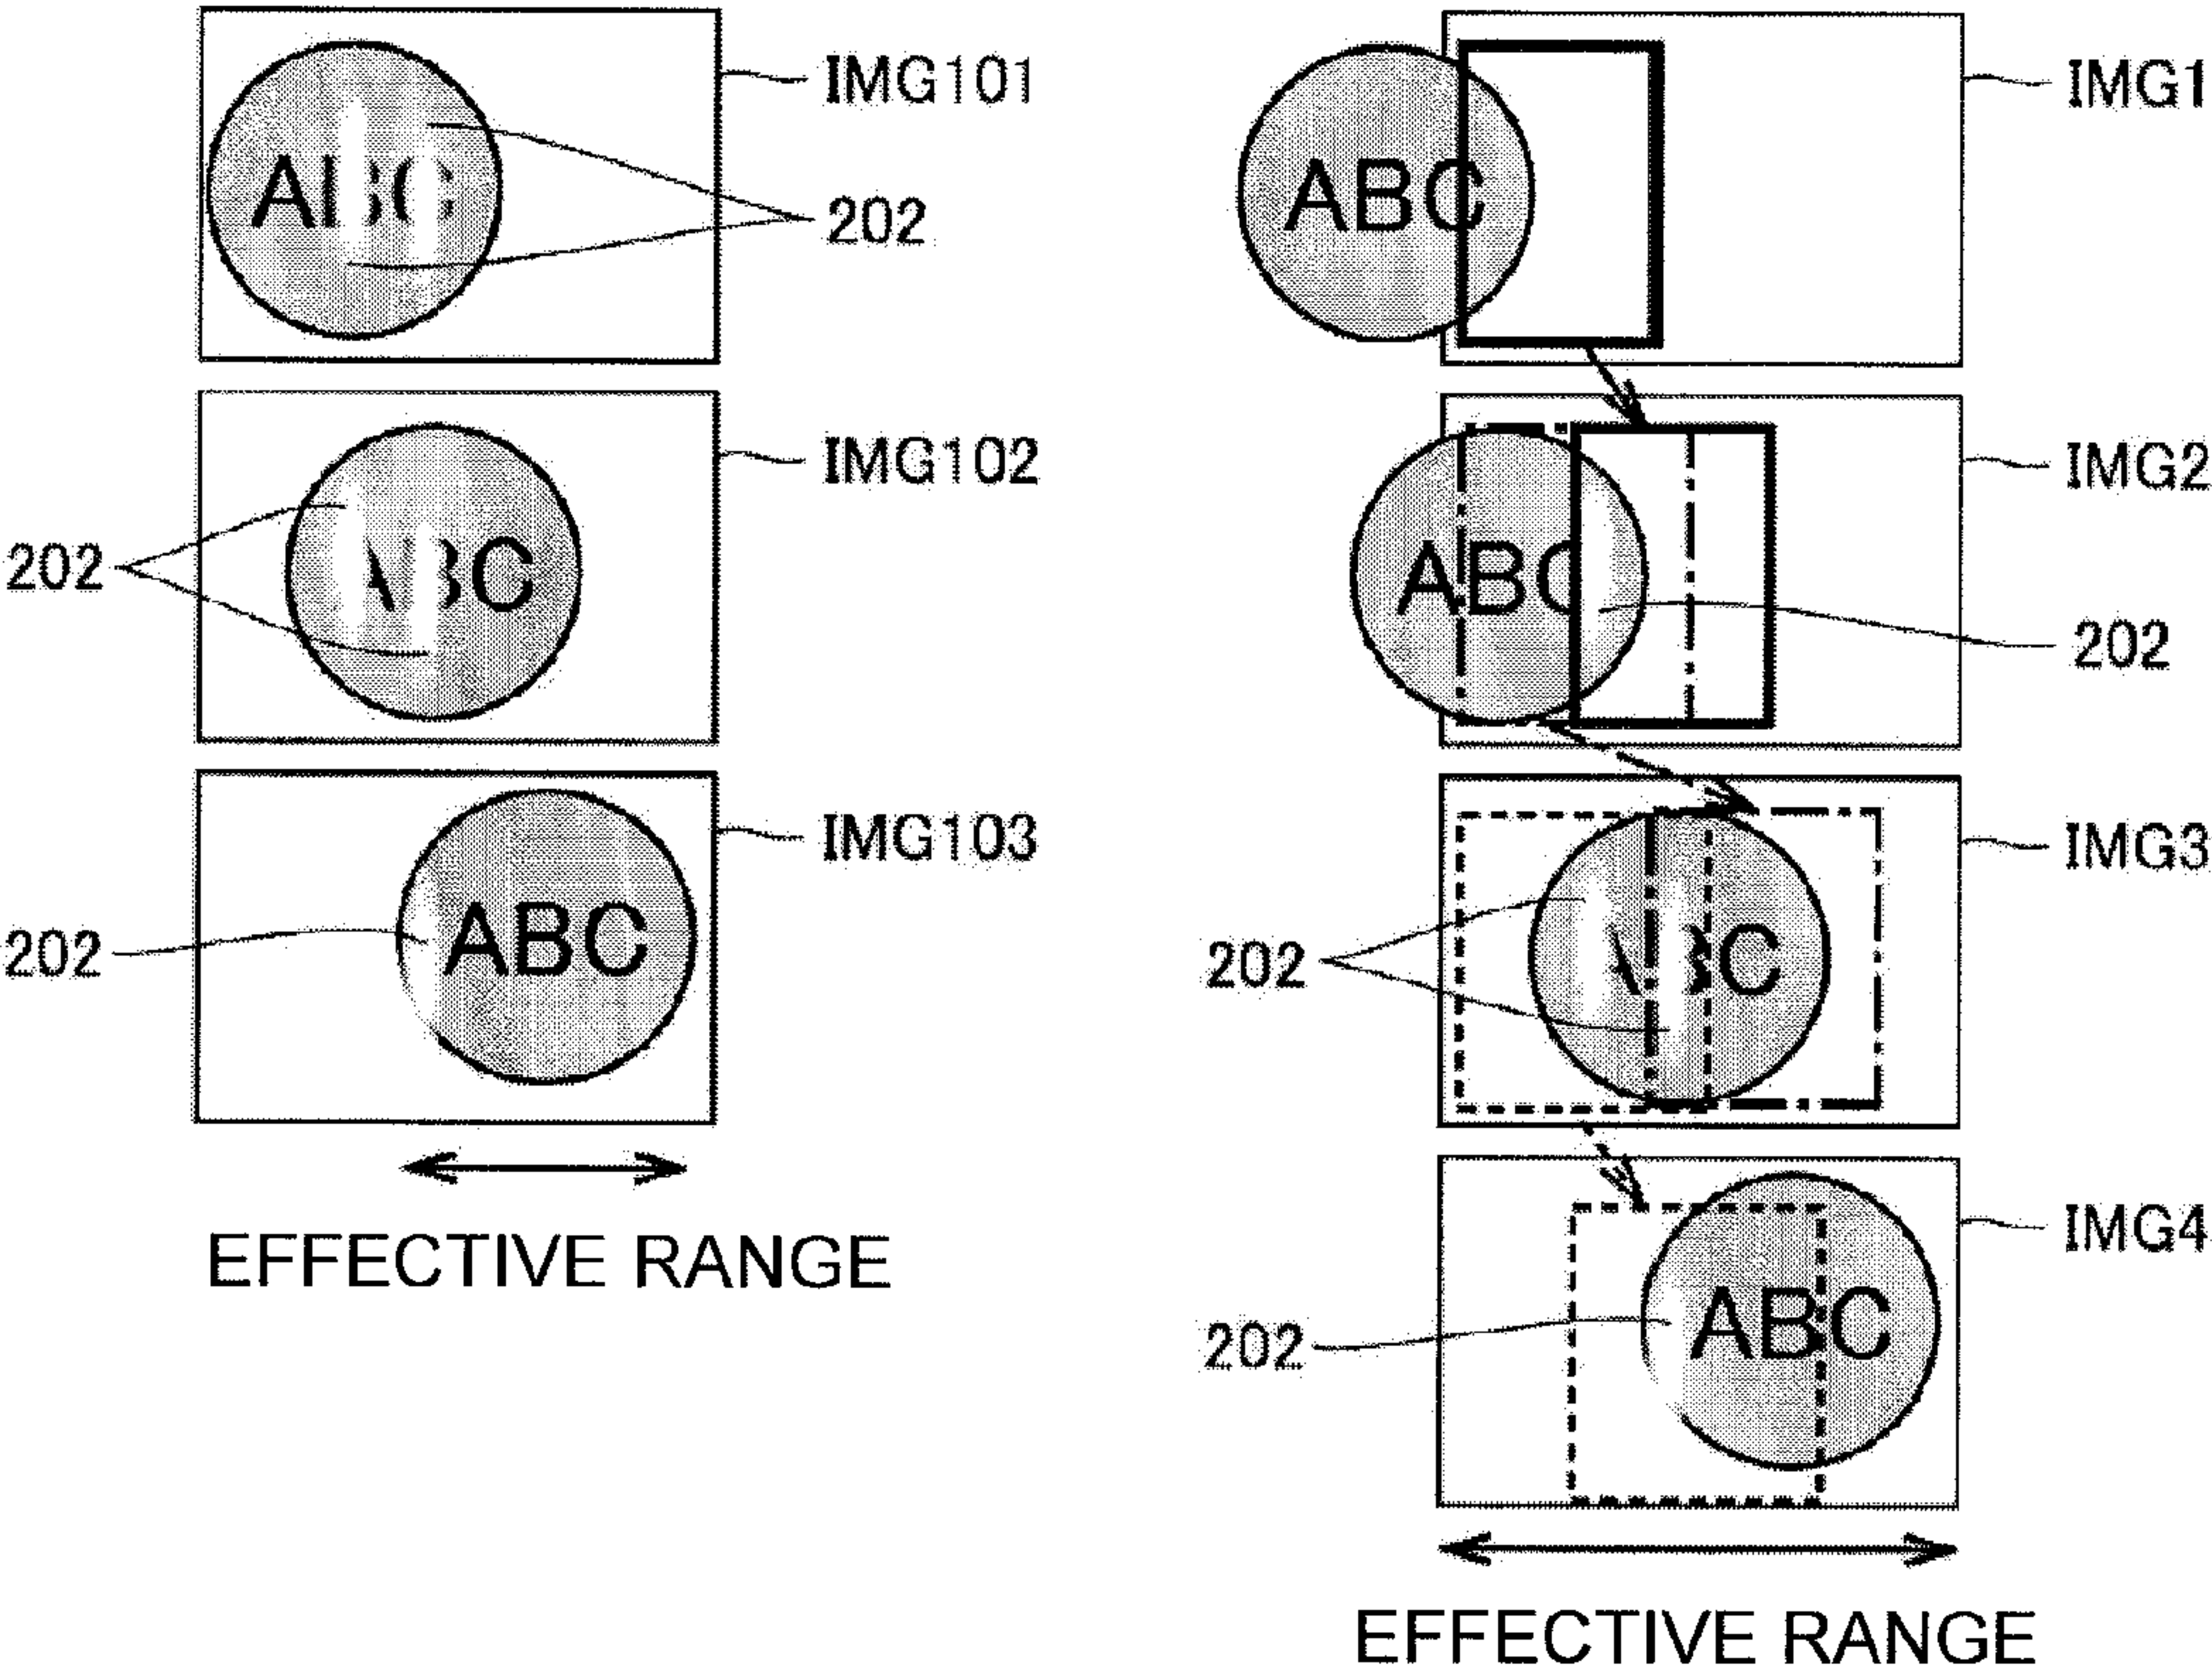 IMG101
ABC
202
IMG102
ABC
202
IMG103
ABC
202
EFFECTIVE RANGE
IMG1
ABC
IMG2
ABC
202
IMG3
ABC
202
IMG4
ABC
202
EFFECTIVE RANGE